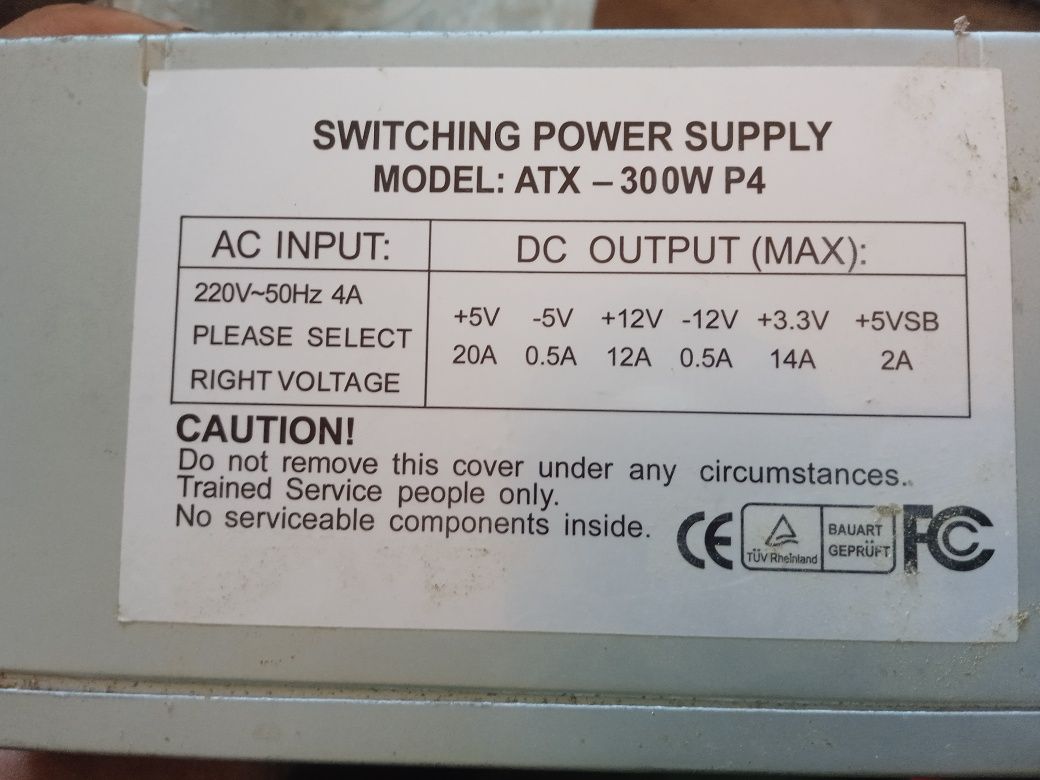 SWITCHING POWER SUPPLY
MODEL: ATX – 300W P4
AC INPUT:
220V~50Hz 4A
PLEASE SELECT
RIGHT VOLTAGE
DC OUTPUT (MAX):
+5V -5V +12V -12V +3.3V +5VSB
20A 0.5A 12A 0.5A 14A 2A
CAUTION!
Do not remove this cover under any circumstances.
Trained Service people only.
No serviceable components inside.
CE
TÜV Rheinland
BAUART
GEPRÜFT
FC